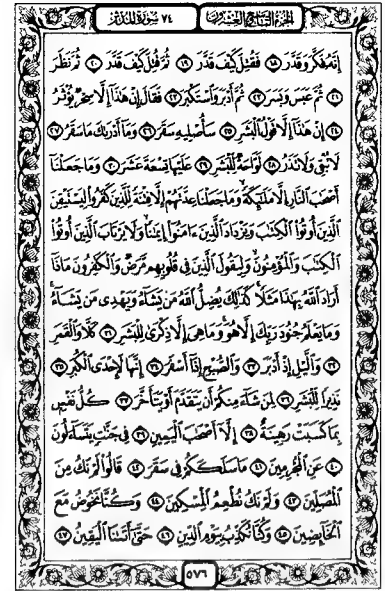 الجزء التاسع والعشرون ٧٤ سورة المدثر
إِنَّهُ فَكَّرَ وَقَدَّرَ ١٨ فَقُتِلَ كَيْفَ قَدَّرَ ١٩ ثُمَّ قُتِلَ كَيْفَ قَدَّرَ ٢٠ ثُمَّ نَظَرَ
٢١ ثُمَّ عَبَسَ وَبَسَرَ ٢٢ ثُمَّ أَدْبَرَ وَٱسْتَكْبَرَ ٢٣ فَقَالَ إِنْ هَٰذَآ إِلَّا سِحْرٌ يُؤْثَرُ
٢٤ إِنْ هَٰذَآ إِلَّا قَوْلُ ٱلْبَشَرِ ٢٥ سَأُصْلِيهِ سَقَرَ ٢٦ وَمَآ أَدْرَىٰكَ مَا سَقَرُ ٢٧
لَا تُبْقِى وَلَا تَذَرُ ٢٨ لَوَّاحَةٌ لِّلْبَشَرِ ٢٩ عَلَيْهَا تِسْعَةَ عَشَرَ ٣٠ وَمَا جَعَلْنَآ
أَصْحَٰبَ ٱلنَّارِ إِلَّا مَلَٰٓئِكَةً وَمَا جَعَلْنَا عِدَّتَهُمْ إِلَّا فِتْنَةً لِّلَّذِينَ كَفَرُوا۟ لِيَسْتَيْقِنَ
ٱلَّذِينَ أُوتُوا۟ ٱلْكِتَٰبَ وَيَزْدَادَ ٱلَّذِينَ ءَامَنُوٓا۟ إِيمَٰنًا وَلَا يَرْتَابَ ٱلَّذِينَ أُوتُوا۟
ٱلْكِتَٰبَ وَٱلْمُؤْمِنُونَ وَلِيَقُولَ ٱلَّذِينَ فِى قُلُوبِهِم مَّرَضٌ وَٱلْكَٰفِرُونَ مَاذَآ
أَرَادَ ٱللَّهُ بِهَٰذَا مَثَلًا كَذَٰلِكَ يُضِلُّ ٱللَّهُ مَن يَشَآءُ وَيَهْدِى مَن يَشَآءُ
وَمَا يَعْلَمُ جُنُودَ رَبِّكَ إِلَّا هُوَ وَمَا هِىَ إِلَّا ذِكْرَىٰ لِلْبَشَرِ ٣١ كَلَّا وَٱلْقَمَرِ
٣٢ وَٱلَّيْلِ إِذْ أَدْبَرَ ٣٣ وَٱلصُّبْحِ إِذَآ أَسْفَرَ ٣٤ إِنَّهَا لَإِحْدَى ٱلْكُبَرِ ٣٥
نَذِيرًا لِّلْبَشَرِ ٣٦ لِمَن شَآءَ مِنكُمْ أَن يَتَقَدَّمَ أَوْ يَتَأَخَّرَ ٣٧ كُلُّ نَفْسٍۭ
بِمَا كَسَبَتْ رَهِينَةٌ ٣٨ إِلَّآ أَصْحَٰبَ ٱلْيَمِينِ ٣٩ فِى جَنَّٰتٍ يَتَسَآءَلُونَ
٤٠ عَنِ ٱلْمُجْرِمِينَ ٤١ مَا سَلَكَكُمْ فِى سَقَرَ ٤٢ قَالُوا۟ لَمْ نَكُ مِنَ
ٱلْمُصَلِّينَ ٤٣ وَلَمْ نَكُ نُطْعِمُ ٱلْمِسْكِينَ ٤٤ وَكُنَّا نَخُوضُ مَعَ
ٱلْخَآئِضِينَ ٤٥ وَكُنَّا نُكَذِّبُ بِيَوْمِ ٱلدِّينِ ٤٦ حَتَّىٰٓ أَتَىٰنَا ٱلْيَقِينُ ٤٧
٥٧٦